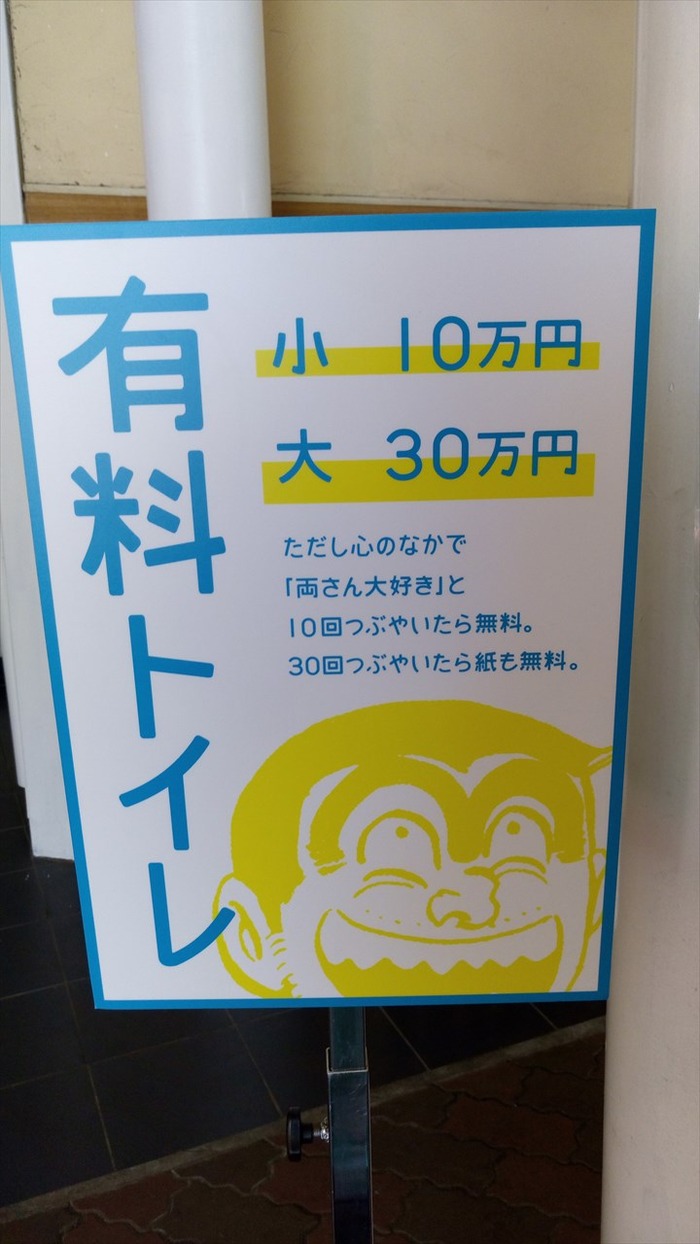 有料トイレ
小　10万円
大　30万円
ただし心のなかで
「両さん大好き」と
10回つぶやいたら無料。
30回つぶやいたら紙も無料。